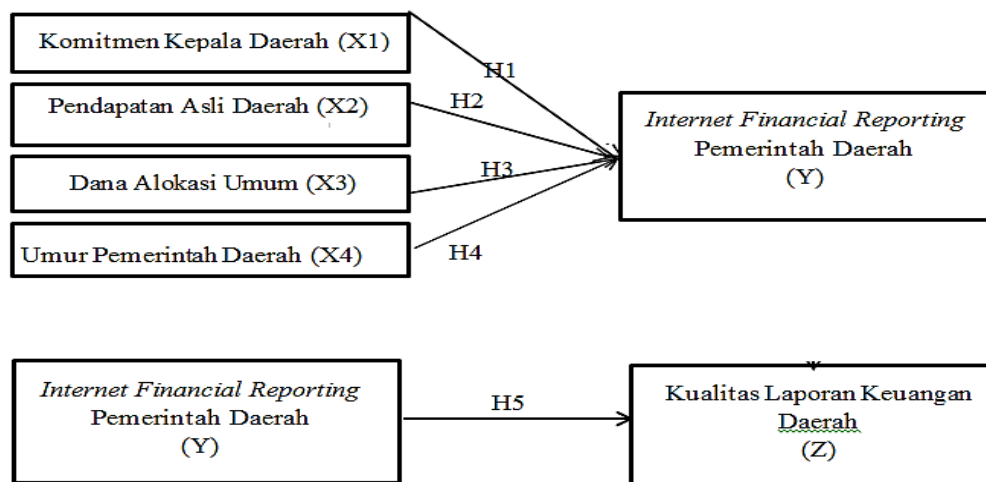 Komitmen Kepala Daerah (X1)
H1
Pendapatan Asli Daerah (X2)
H2
Internet Financial Reporting
Pemerintah Daerah
(Y)
Dana Alokasi Umum (X3)
H3
Umur Pemerintah Daerah (X4)
H4
Internet Financial Reporting
Pemerintah Daerah
(Y)
H5
Kualitas Laporan Keuangan
Daerah
(Z)